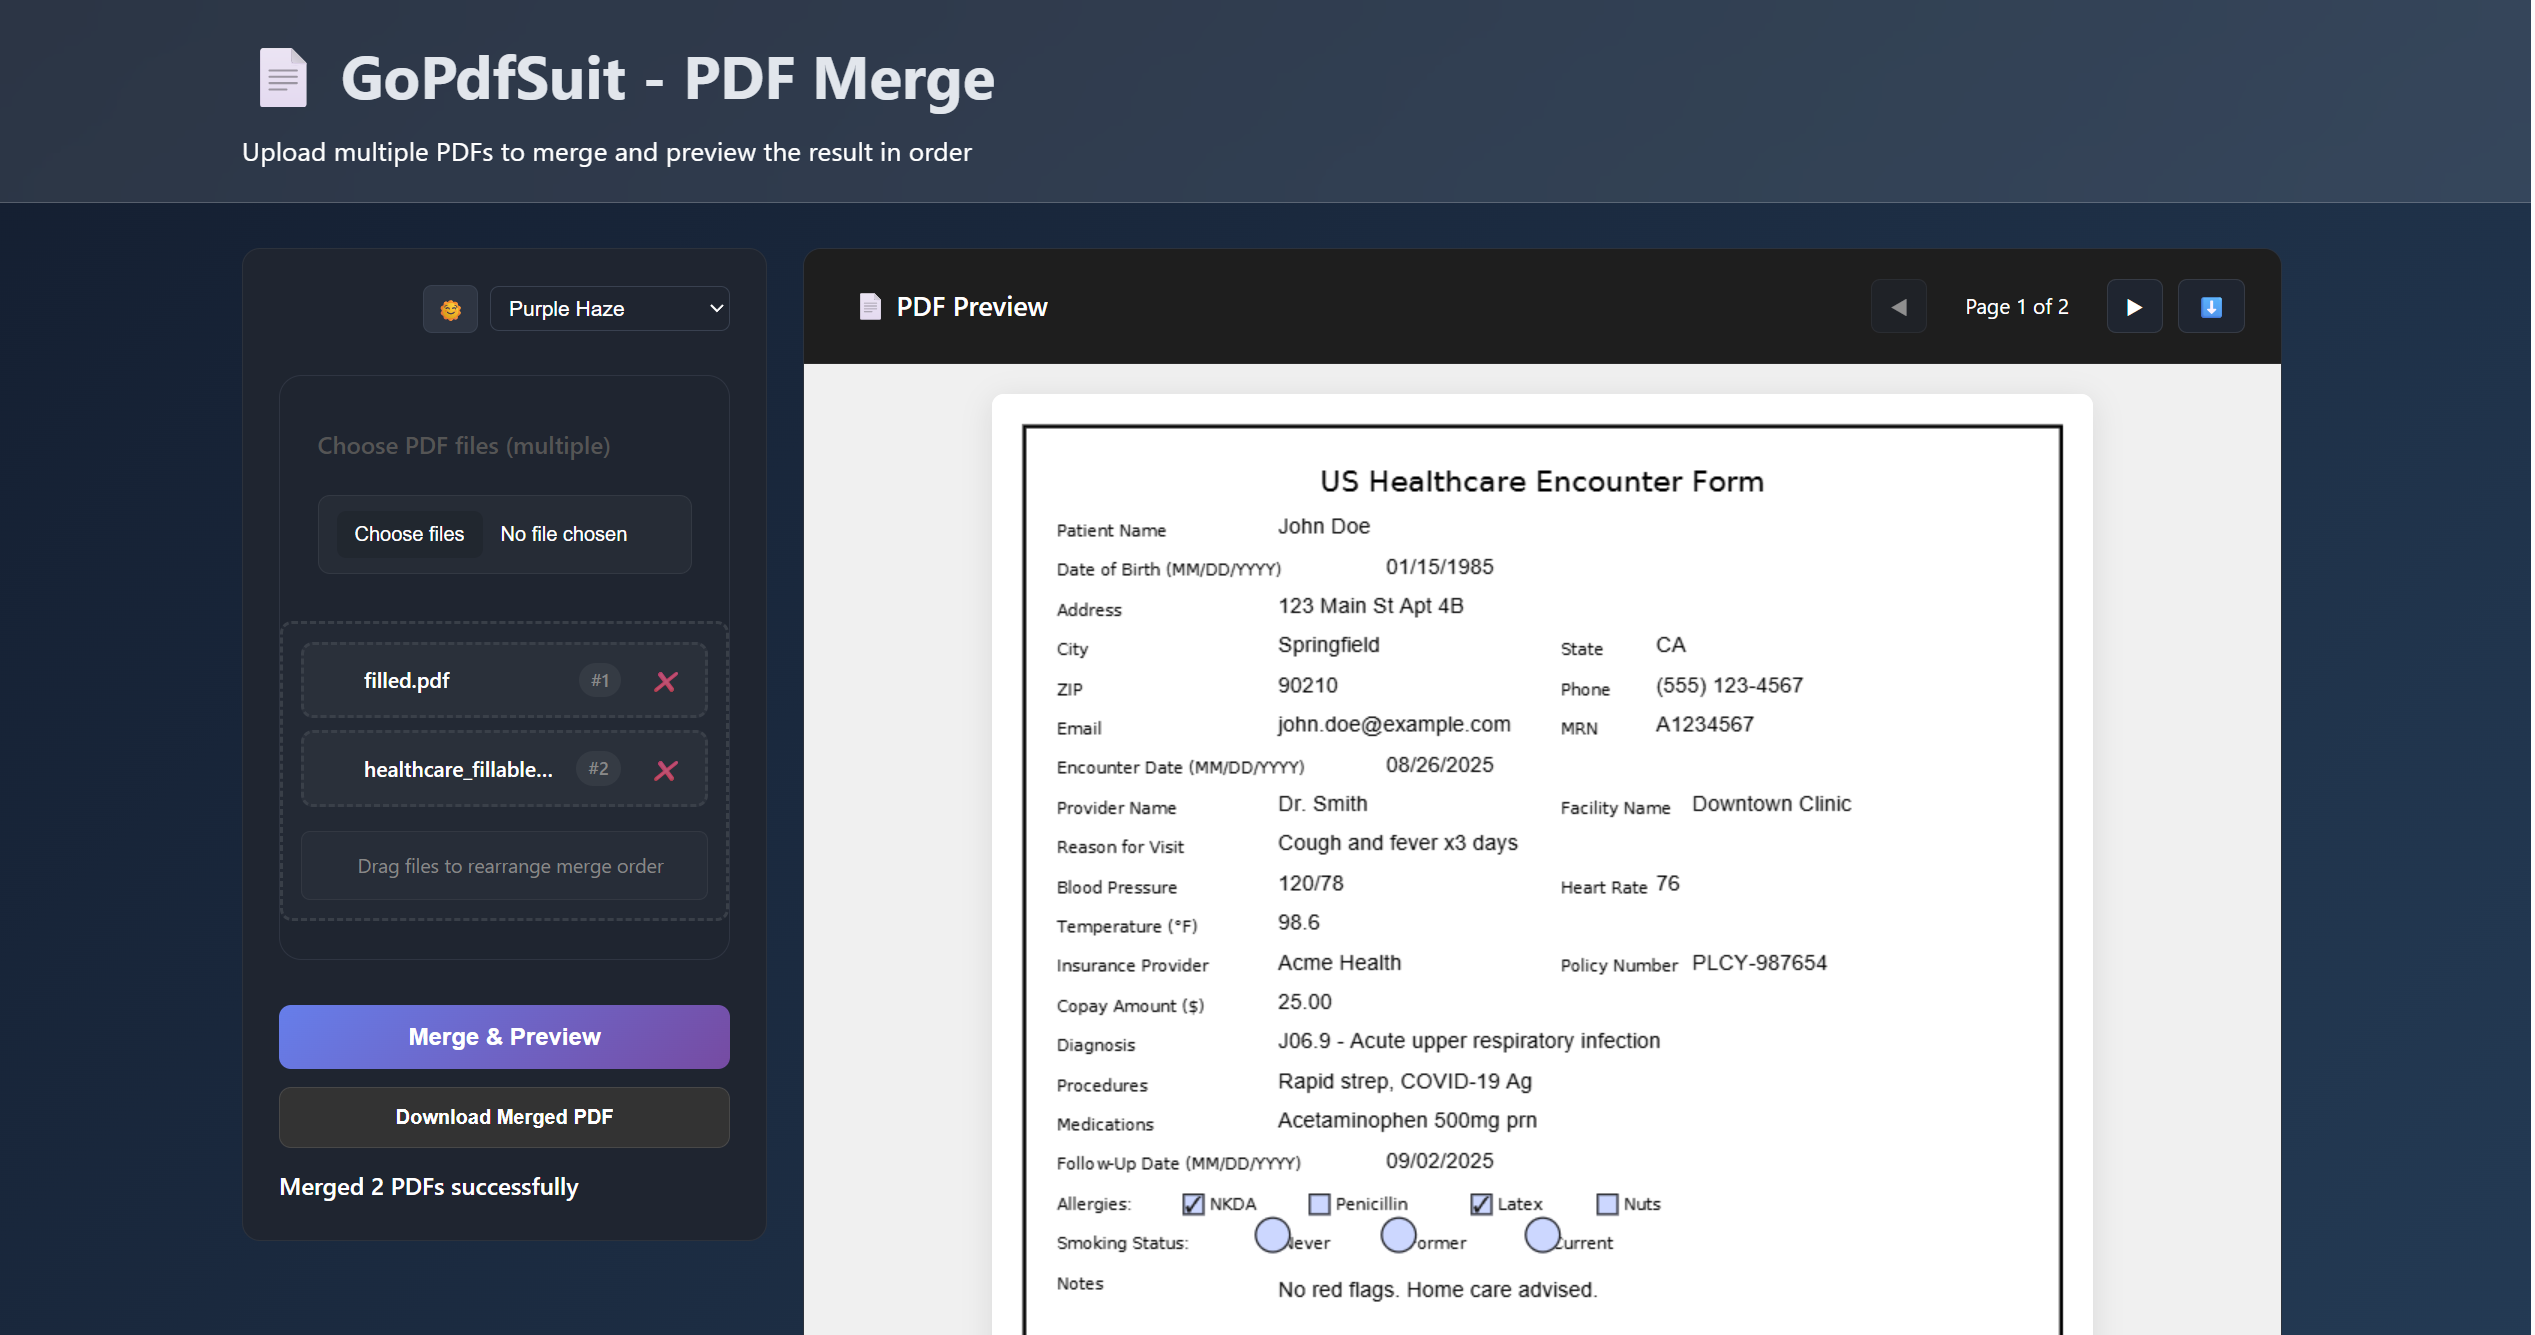 GoPdfSuit - PDF Merge
Upload multiple PDFs to merge and preview the result in order
Purple Haze
Choose PDF files (multiple)
Choose files No file chosen
filled.pdf #1
healthcare_fillable... #2
Drag files to rearrange merge order
Merge & Preview
Download Merged PDF
Merged 2 PDFs successfully
PDF Preview Page 1 of 2
US Healthcare Encounter Form
Patient Name John Doe
Date of Birth (MM/DD/YYYY) 01/15/1985
Address 123 Main St Apt 4B
City Springfield State CA
ZIP 90210 Phone (555) 123-4567
Email john.doe@example.com MRN A1234567
Encounter Date (MM/DD/YYYY) 08/26/2025
Provider Name Dr. Smith Facility Name Downtown Clinic
Reason for Visit Cough and fever x3 days
Blood Pressure 120/78 Heart Rate 76
Temperature (°F) 98.6
Insurance Provider Acme Health Policy Number PLCY-987654
Copay Amount ($) 25.00
Diagnosis J06.9 - Acute upper respiratory infection
Procedures Rapid strep, COVID-19 Ag
Medications Acetaminophen 500mg prn
Follow-Up Date (MM/DD/YYYY) 09/02/2025
Allergies: NKDA Penicillin Latex Nuts
Smoking Status: Never Former Current
Notes No red flags. Home care advised.